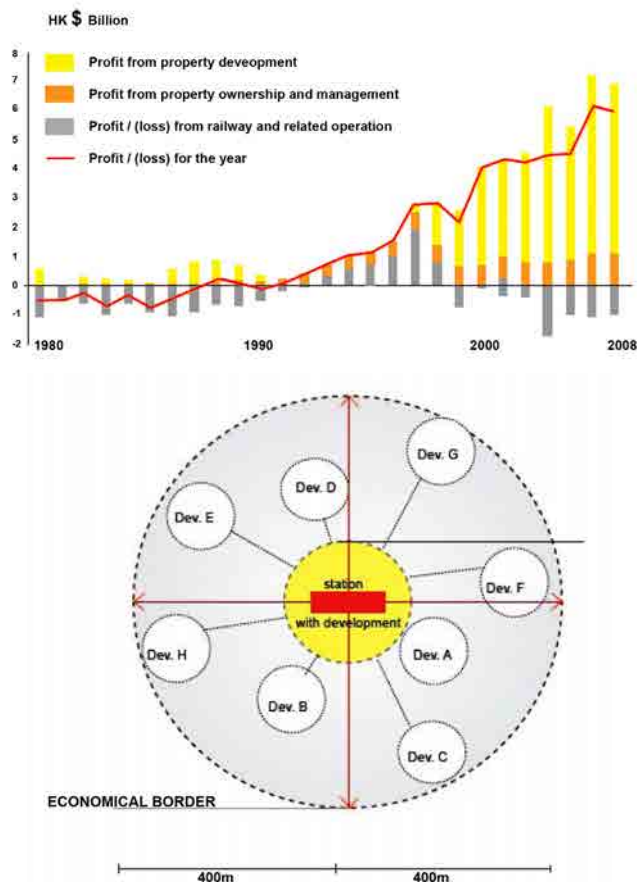 HK $ Billion
8
7
6
5
4
3
2
1
0
-1
-2
Profit from property deveopment
Profit from property ownership and management
Profit / (loss) from railway and related operation
Profit / (loss) for the year
1980 1990 2000 2008
Dev. G
Dev. D
Dev. E
station
Dev. F
with development
Dev. H
Dev. A
Dev. B
Dev. C
ECONOMICAL BORDER
400m 400m